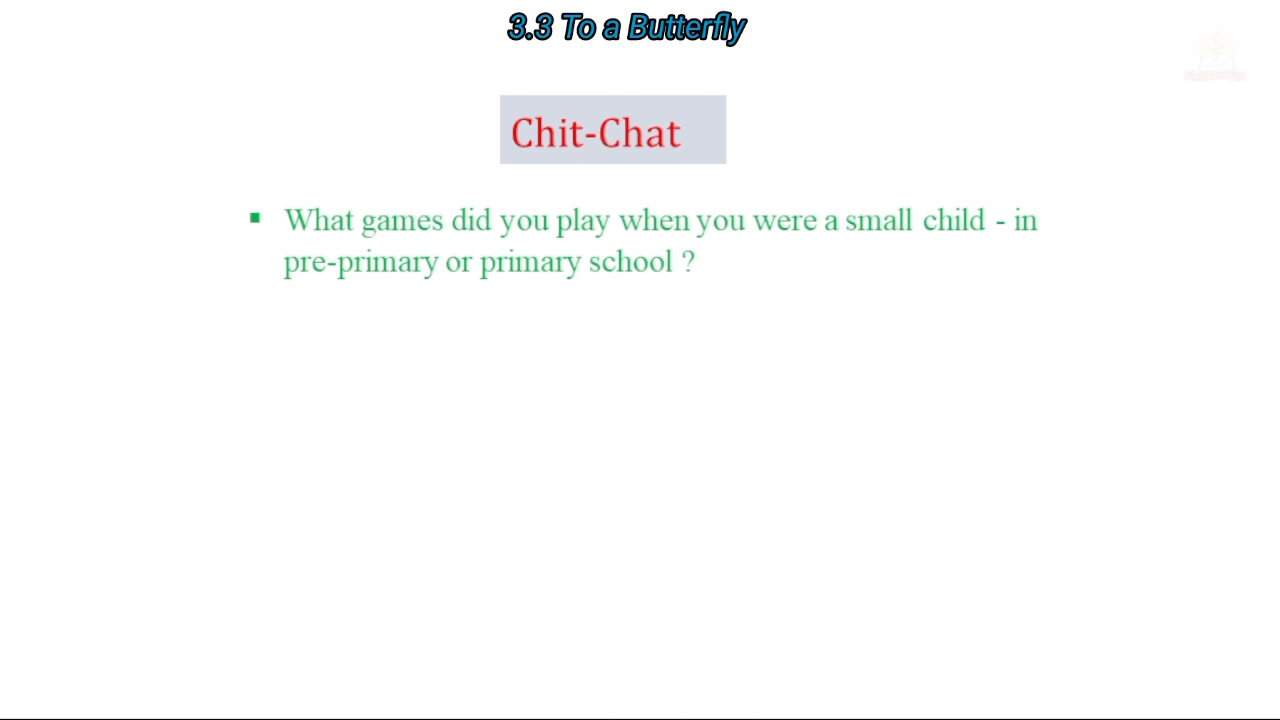 3.3 To a Butterfly
Chit-Chat
▪ What games did you play when you were a small child - in
pre-primary or primary school ?